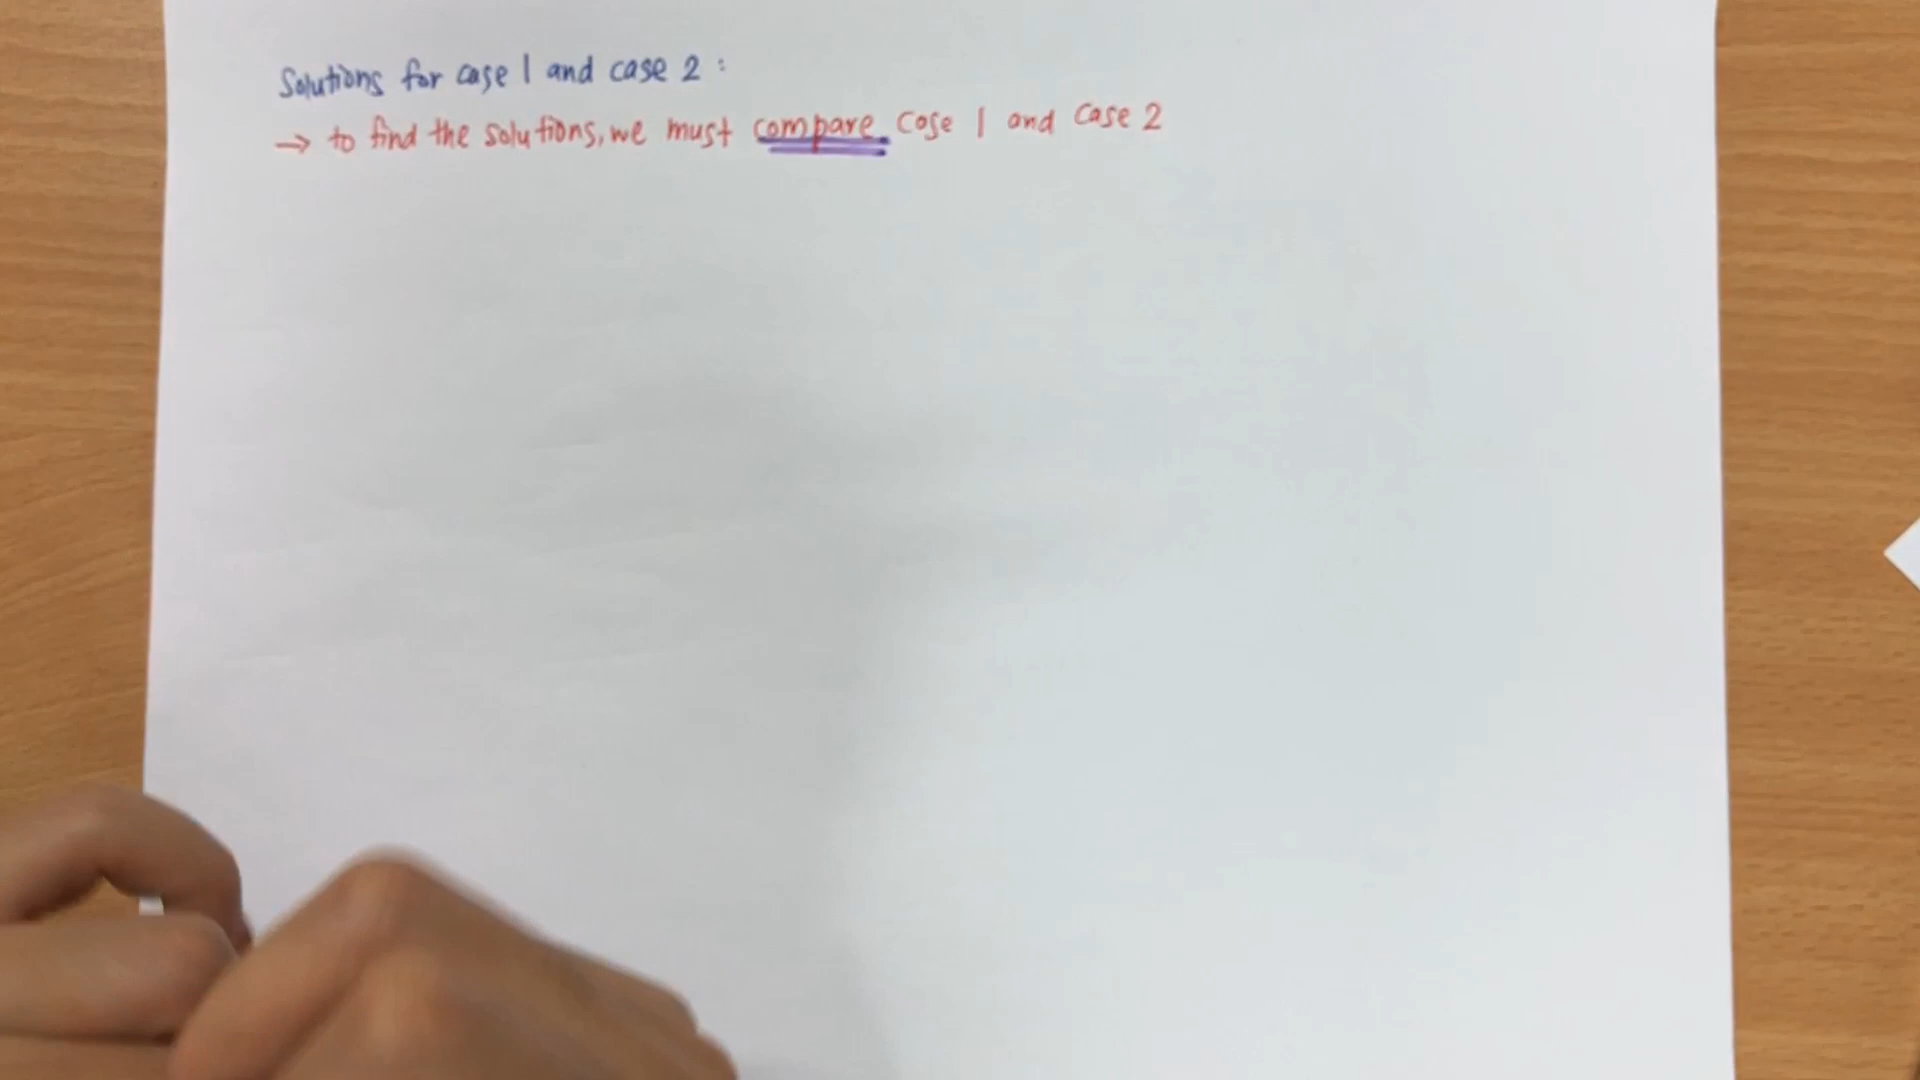 Solutions for case 1 and case 2 :
→ to find the solutions, we must compare case 1 and case 2